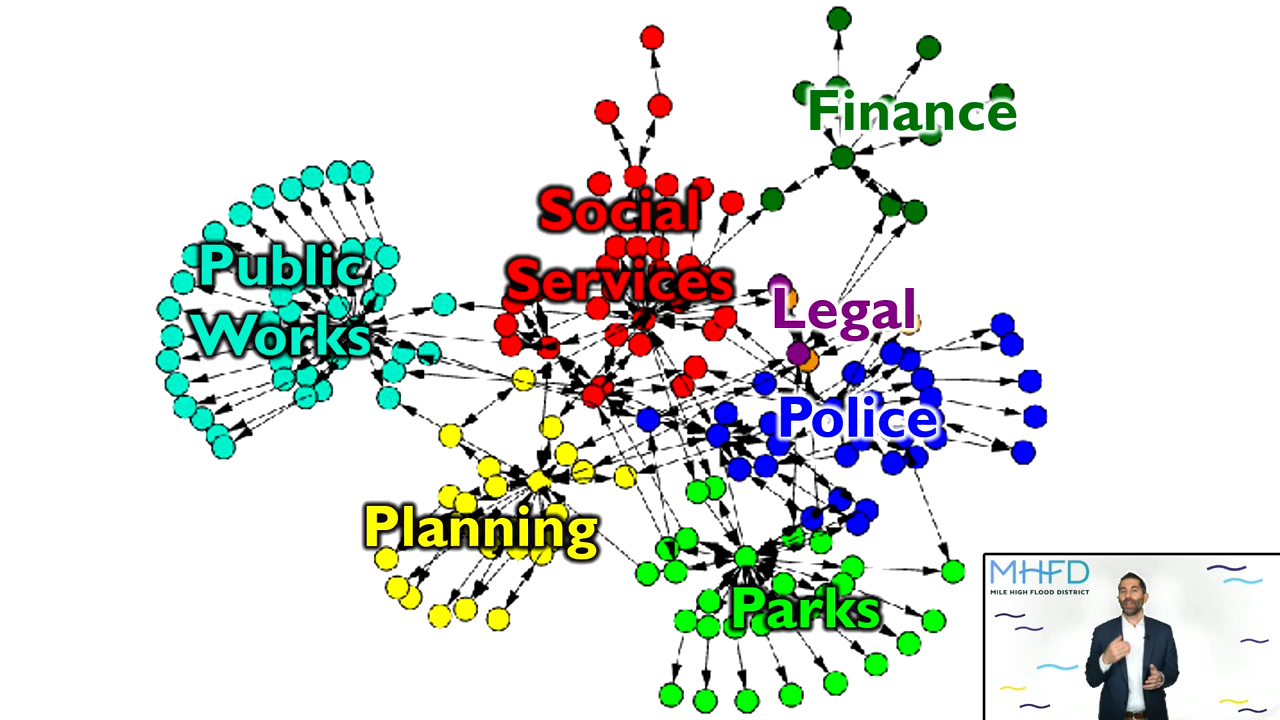 Finance
Social
Services
Public
Works
Legal
Police
Planning
Parks
MHFD
MILE HIGH FLOOD DISTRICT